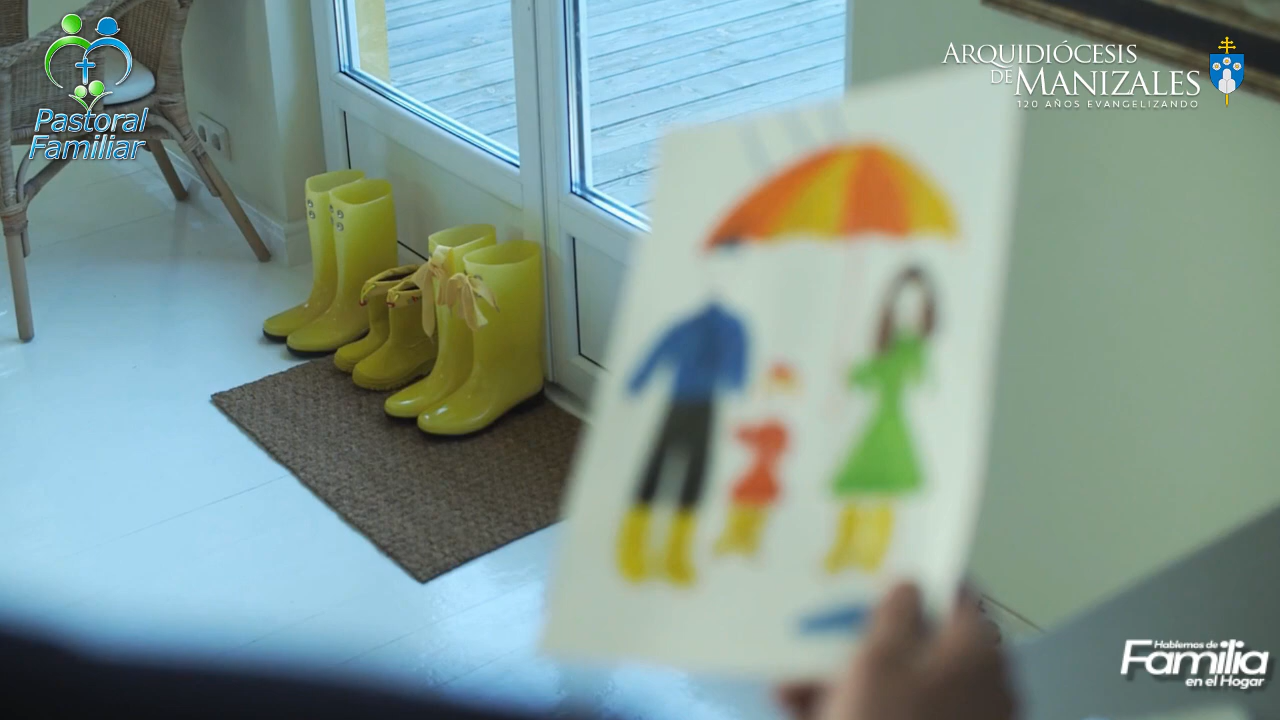 Pastoral
Familiar
ARQUIDIÓCESIS
DE MANIZALES
120 AÑOS EVANGELIZANDO
Hablemos de
Familia
en el Hogar